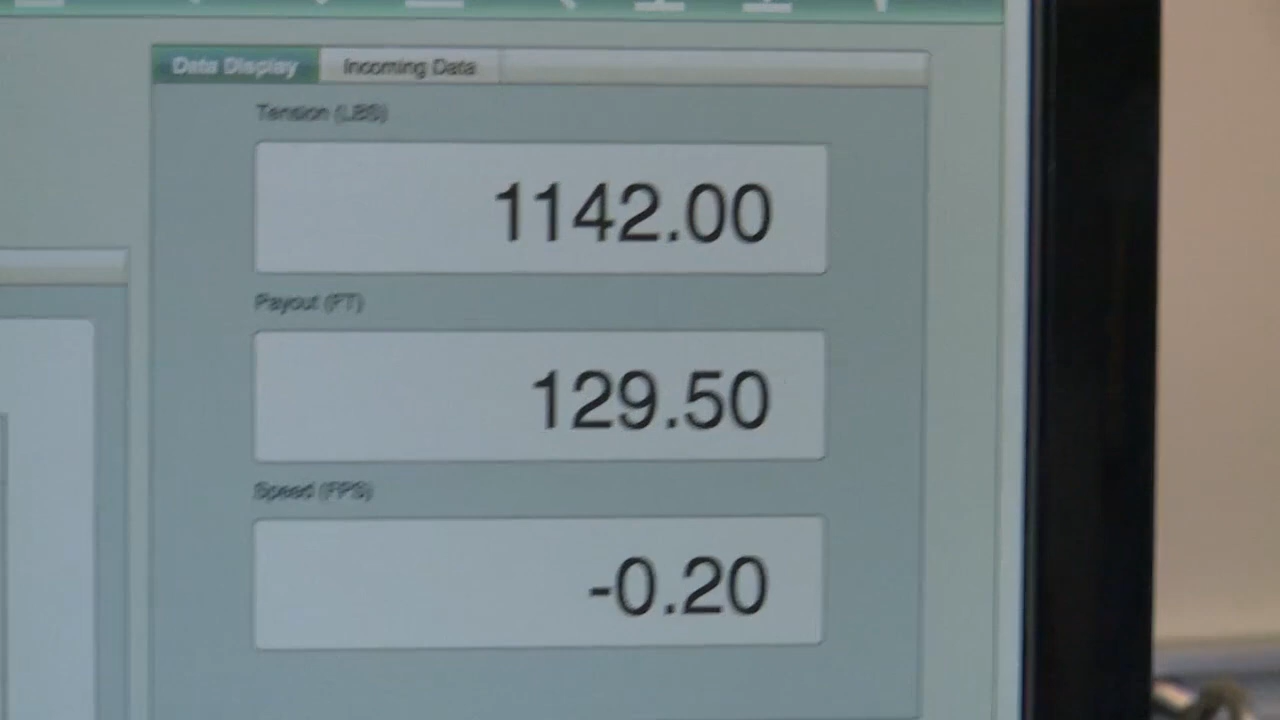 Data Display Incoming Data
Tension (LBS)
1142.00
Payout (FT)
129.50
Speed (FPS)
-0.20